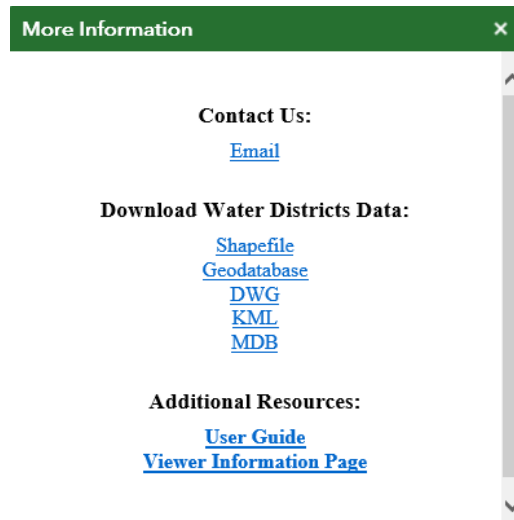 More Information
Contact Us:
Email
Download Water Districts Data:
Shapefile
Geodatabase
DWG
KML
MDB
Additional Resources:
User Guide
Viewer Information Page